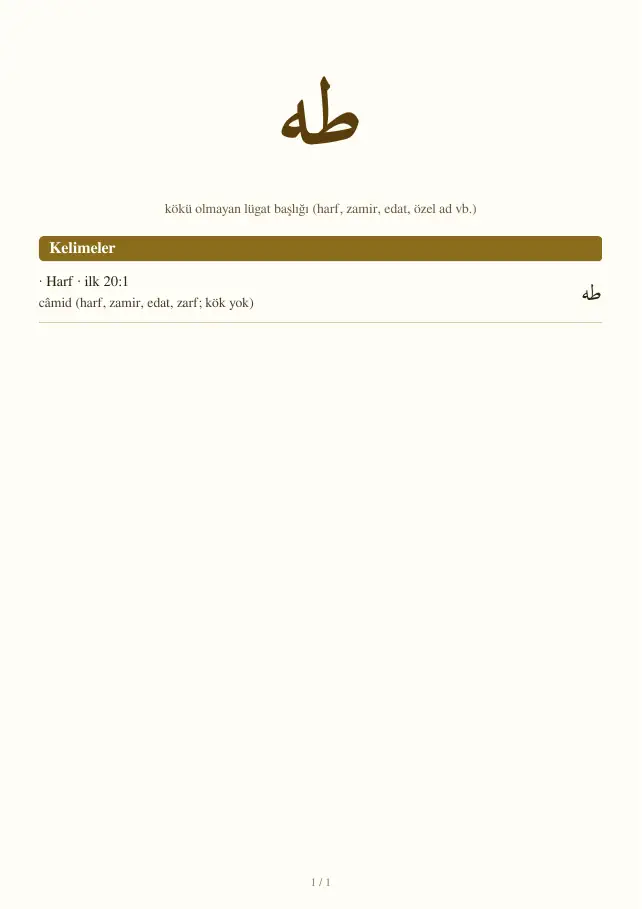 طه
kökü olmayan lügat başlığı (harf, zamir, edat, özel ad vb.)
Kelimeler
· Harf · ilk 20:1
طه
câmid (harf, zamir, edat, zarf; kök yok)
1 / 1